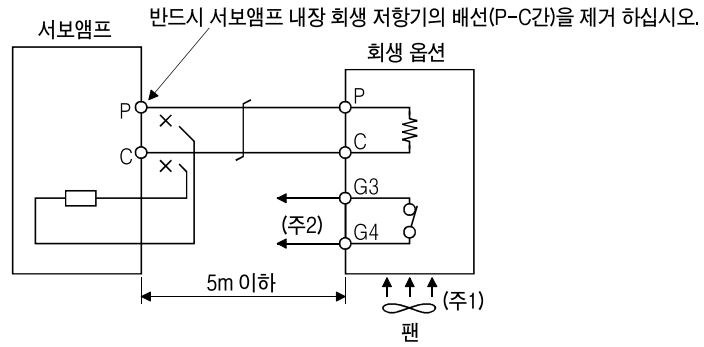 반드시 서보앰프 내장 회생 저항기의 배선(P-C간)을 제거 하십시오.
서보앰프
회생 옵션
P
P
C
C
G3
(주2)
G4
5m 이하
(주1)
팬